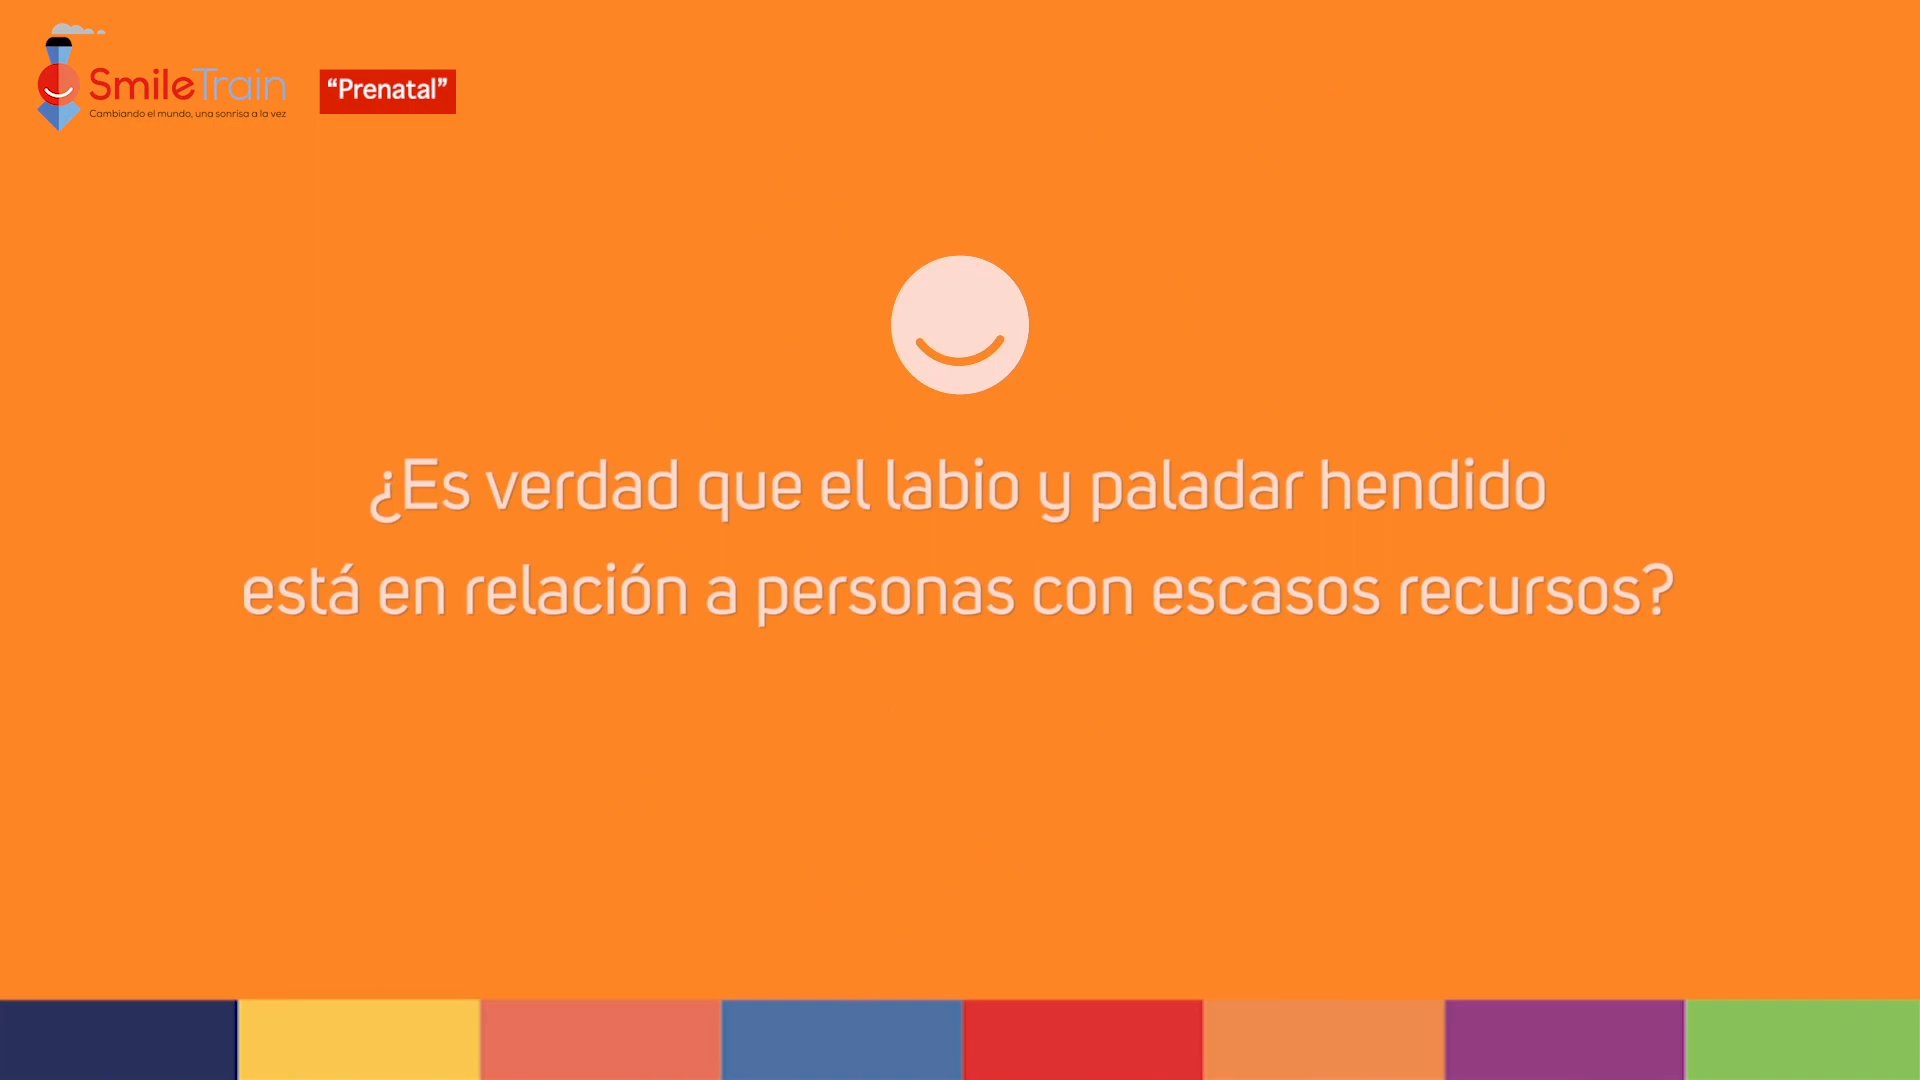 SmileTrain
Cambiando el mundo, una sonrisa a la vez
“Prenatal”
¿Es verdad que el labio y paladar hendido
está en relación a personas con escasos recursos?